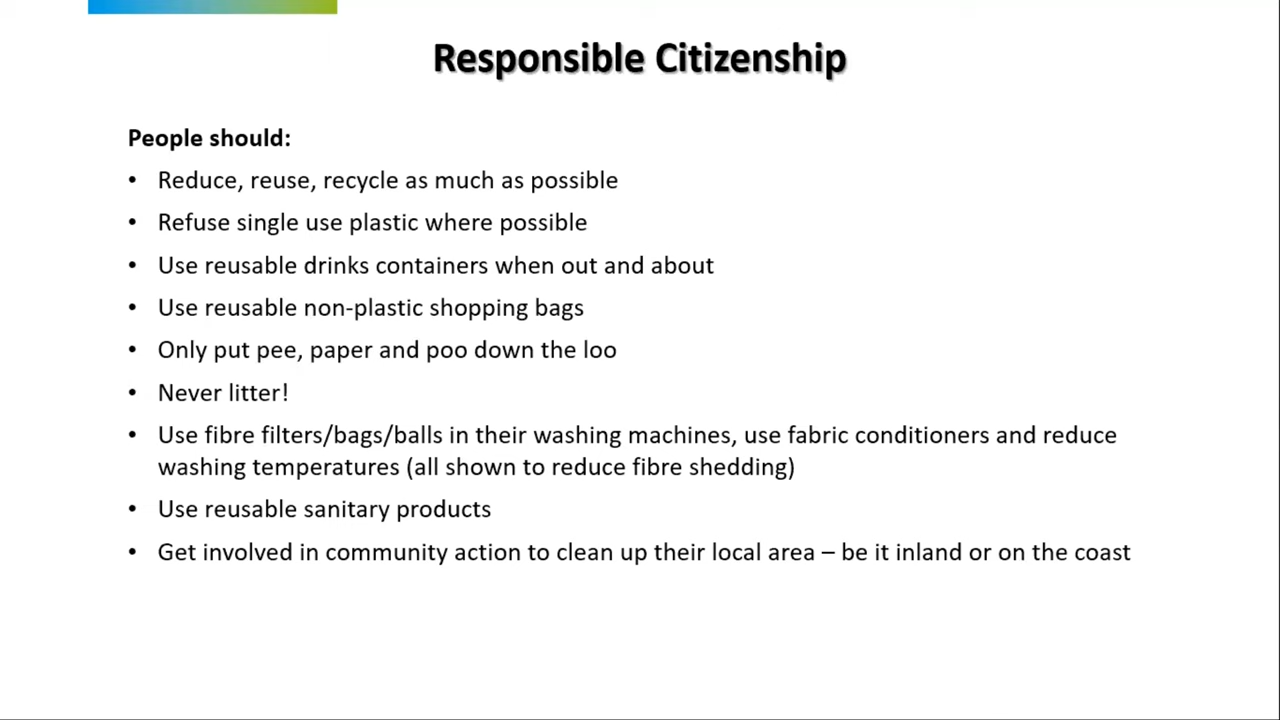 Responsible Citizenship
People should:
• Reduce, reuse, recycle as much as possible
• Refuse single use plastic where possible
• Use reusable drinks containers when out and about
• Use reusable non-plastic shopping bags
• Only put pee, paper and poo down the loo
• Never litter!
• Use fibre filters/bags/balls in their washing machines, use fabric conditioners and reduce
washing temperatures (all shown to reduce fibre shedding)
• Use reusable sanitary products
• Get involved in community action to clean up their local area – be it inland or on the coast